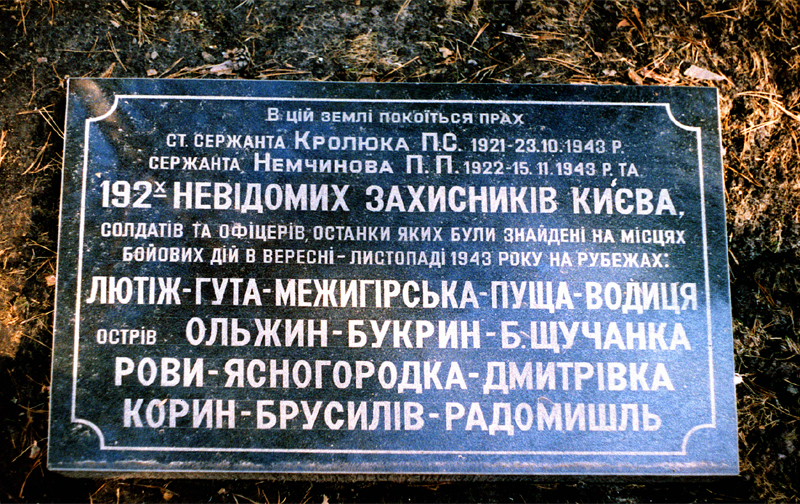 В цій землі покоїться прах
ст. сержанта Кролюка П.С. 1921-23.10.1943 р.
сержанта Немчинова П.П. 1922-15.11.1943 р. та
192х НЕВІДОМИХ ЗАХИСНИКІВ КИЄВА,
солдатів та офіцерів, останки яких були знайдені на місцях
бойових дій в вересні - листопаді 1943 року на рубежах:
ЛЮТІЖ-ГУТА-МЕЖИГІРСЬКА-ПУЩА-ВОДИЦЯ
острів ОЛЬЖИН-БУКРИН-Б.ЩУЧАНКА
РОВИ-ЯСНОГОРОДКА-ДМИТРІВКА
КОРИН-БРУСИЛІВ-РАДОМИШЛЬ